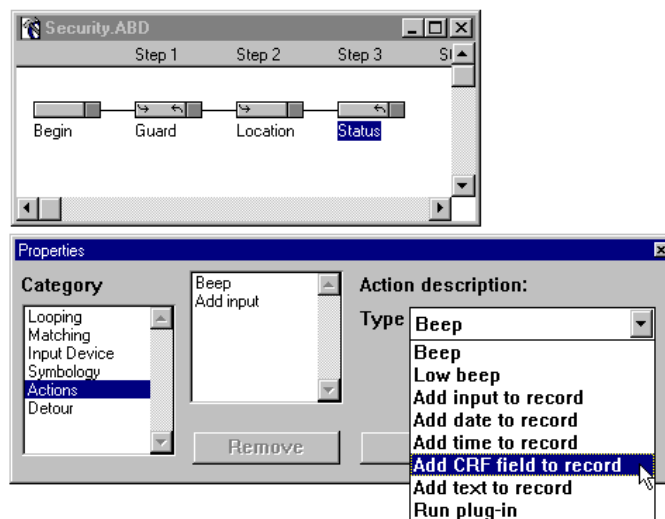 Security.ABD
Step 1 Step 2 Step 3
Begin Guard Location Status
Properties
Category
Looping
Matching
Input Device
Symbology
Actions
Detour
Beep
Add input
Remove
Action description:
Type Beep
Beep
Low beep
Add input to record
Add date to record
Add time to record
Add CRF field to record
Add text to record
Run plug-in